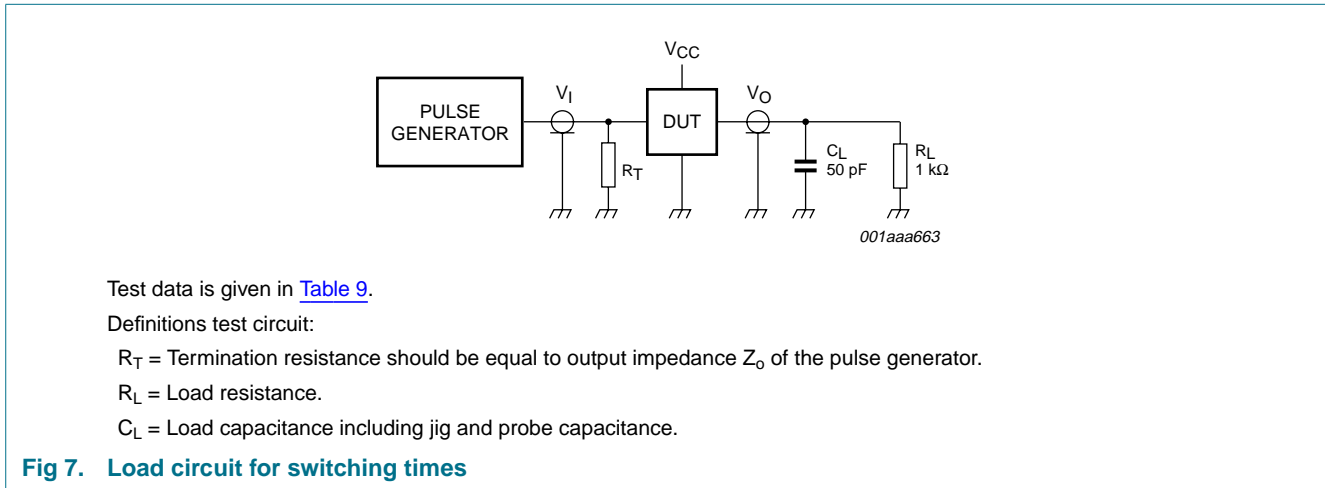 VCC
PULSE
GENERATOR
VI
RT
DUT
VO
CL
50 pF
RL
1 kΩ
001aaa663
Test data is given in Table 9.
Definitions test circuit:
RT = Termination resistance should be equal to output impedance Zo of the pulse generator.
RL = Load resistance.
CL = Load capacitance including jig and probe capacitance.
Fig 7. Load circuit for switching times